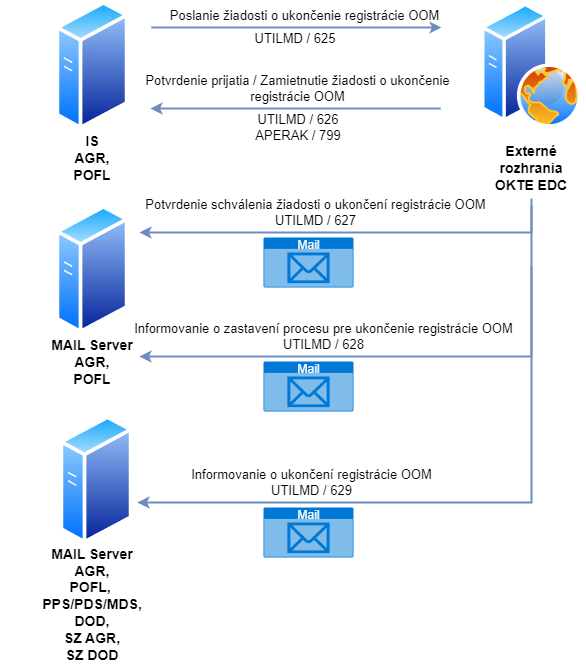 Poslanie žiadosti o ukončenie registrácie OOM
UTILMD / 625
Potvrdenie prijatia / Zamietnutie žiadosti o ukončenie
registrácie OOM
UTILMD / 626
APERAK / 799
IS
AGR,
POFL
Externé
rozhrania
OKTE EDC
Potvrdenie schválenia žiadosti o ukončení registrácie OOM
UTILMD / 627
Mail
MAIL Server
AGR,
POFL
Informovanie o zastavení procesu pre ukončenie registrácie OOM
UTILMD / 628
Mail
Informovanie o ukončení registrácie OOM
UTILMD / 629
Mail
MAIL Server
AGR,
POFL,
PPS/PDS/MDS,
DOD,
SZ AGR,
SZ DOD